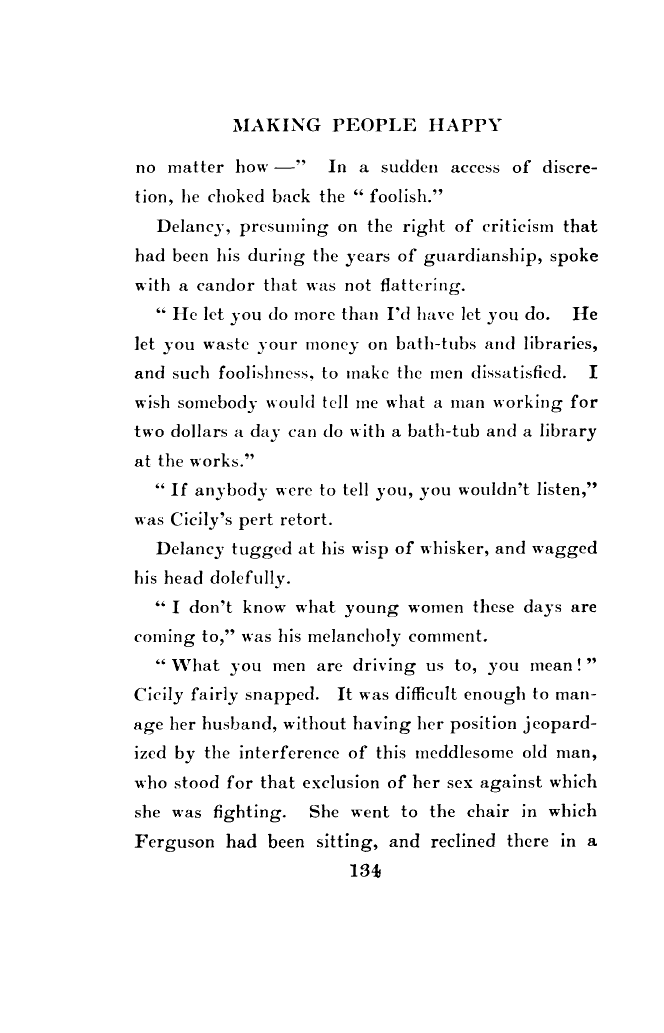 MAKING PEOPLE HAPPY
no matter how —” In a sudden access of discre-
tion, he choked back the “ foolish.”
Delancy, presuming on the right of criticism that
had been his during the years of guardianship, spoke
with a candor that was not flattering.
“ He let you do more than I’d have let you do. He
let you waste your money on bath-tubs and libraries,
and such foolishness, to make the men dissatisfied. I
wish somebody would tell me what a man working for
two dollars a day can do with a bath-tub and a library
at the works.”
“ If anybody were to tell you, you wouldn’t listen,”
was Cicily’s pert retort.
Delancy tugged at his wisp of whisker, and wagged
his head dolefully.
“ I don’t know what young women these days are
coming to,” was his melancholy comment.
“ What you men are driving us to, you mean! ”
Cicily fairly snapped. It was difficult enough to man-
age her husband, without having her position jeopard-
ized by the interference of this meddlesome old man,
who stood for that exclusion of her sex against which
she was fighting. She went to the chair in which
Ferguson had been sitting, and reclined there in a
134